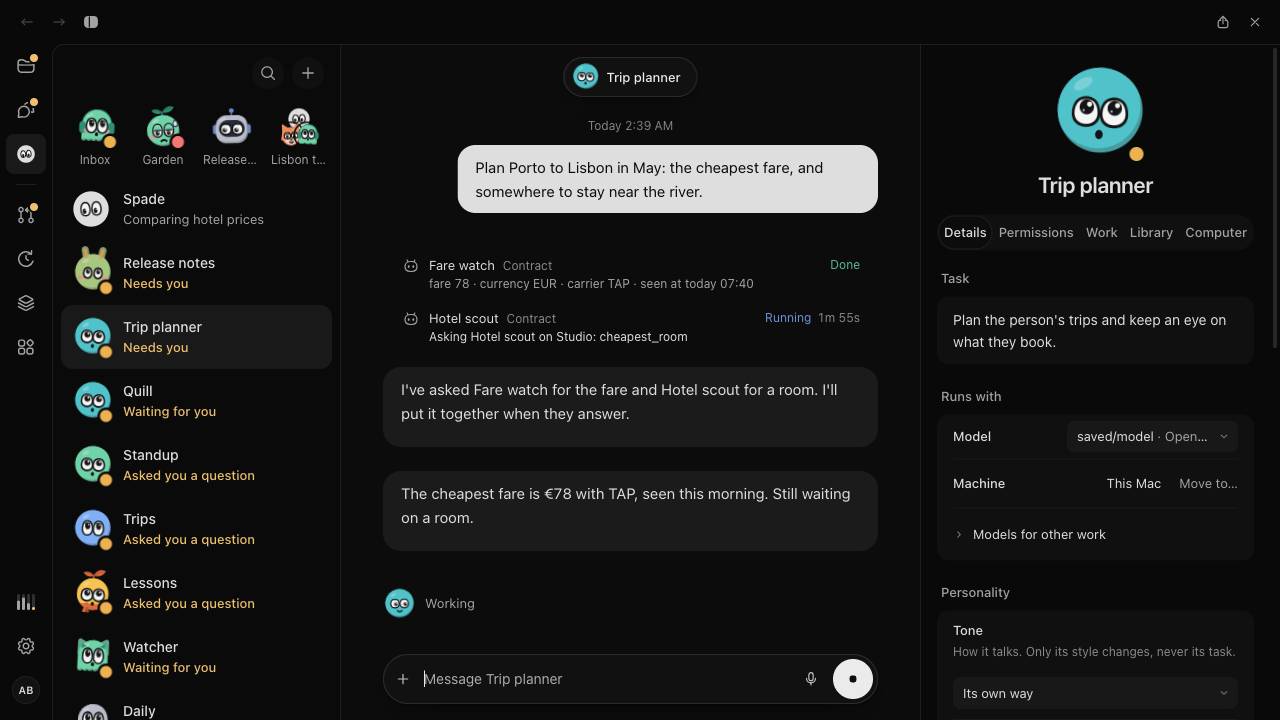 Trip planner
Inbox
Garden
Release...
Lisbon t...
Spade
Comparing hotel prices
Release notes
Needs you
Trip planner
Needs you
Quill
Waiting for you
Standup
Asked you a question
Trips
Asked you a question
Lessons
Asked you a question
Watcher
Waiting for you
Daily
AB
Today 2:39 AM
Plan Porto to Lisbon in May: the cheapest fare, and
somewhere to stay near the river.
Fare watch Contract Done
fare 78 · currency EUR · carrier TAP · seen at today 07:40
Hotel scout Contract Running 1m 55s
Asking Hotel scout on Studio: cheapest_room
I've asked Fare watch for the fare and Hotel scout for a room. I'll
put it together when they answer.
The cheapest fare is €78 with TAP, seen this morning. Still waiting
on a room.
Working
Message Trip planner
Trip planner
Details Permissions Work Library Computer
Task
Plan the person's trips and keep an eye on
what they book.
Runs with
Model saved/model · Open...
Machine This Mac Move to...
Models for other work
Personality
Tone
How it talks. Only its style changes, never its task.
Its own way